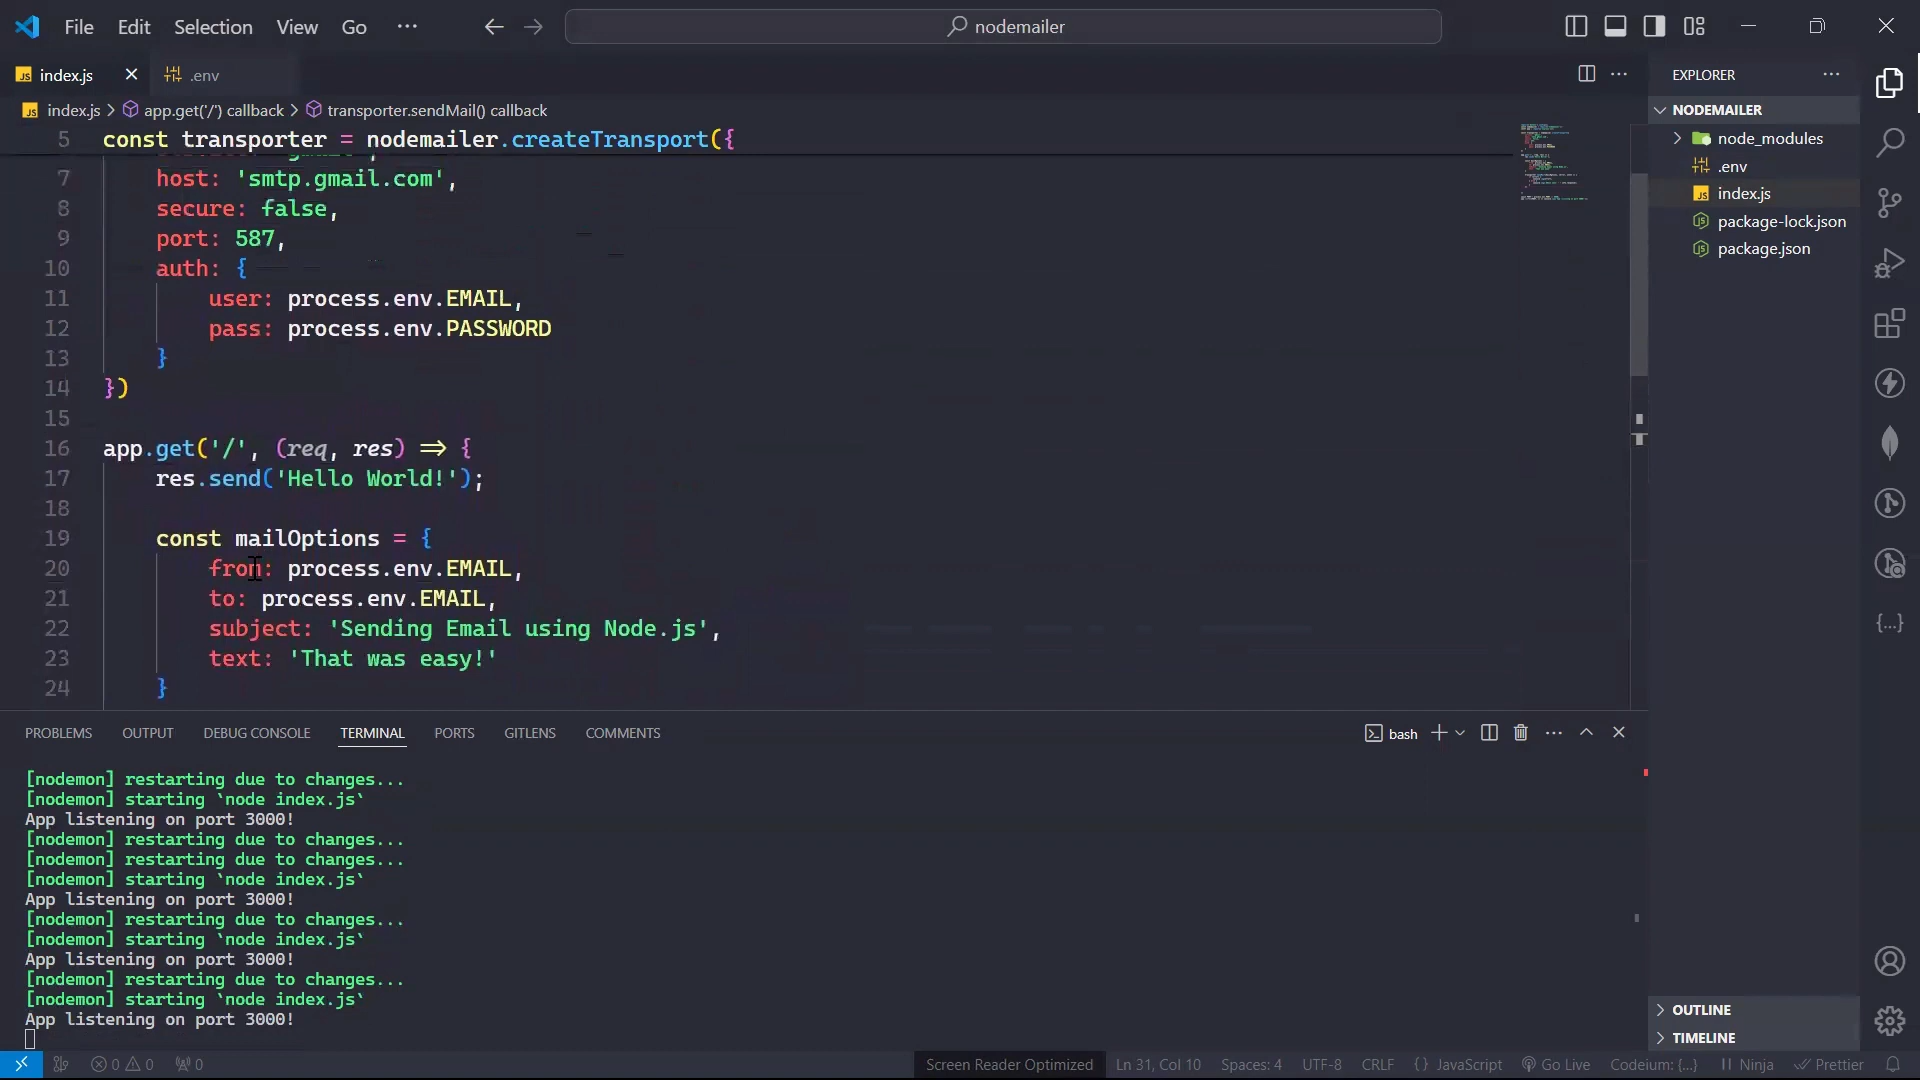 File Edit Selection View Go ··· nodemailer
index.js .env
index.js > app.get('/') callback > transporter.sendMail() callback
5 const transporter = nodemailer.createTransport({
7 host: 'smtp.gmail.com',
8 secure: false,
9 port: 587,
10 auth: {
11 user: process.env.EMAIL,
12 pass: process.env.PASSWORD
13 }
14 })
15
16 app.get('/', (req, res) => {
17 res.send('Hello World!');
18
19 const mailOptions = {
20 from: process.env.EMAIL,
21 to: process.env.EMAIL,
22 subject: 'Sending Email using Node.js',
23 text: 'That was easy!'
24 }
EXPLORER ···
NODEMAILER
node_modules
.env
index.js
package-lock.json
package.json
OUTLINE
TIMELINE
PROBLEMS OUTPUT DEBUG CONSOLE TERMINAL PORTS GITLENS COMMENTS bash
[nodemon] restarting due to changes...
[nodemon] starting `node index.js`
App listening on port 3000!
[nodemon] restarting due to changes...
[nodemon] restarting due to changes...
[nodemon] starting `node index.js`
App listening on port 3000!
[nodemon] restarting due to changes...
[nodemon] starting `node index.js`
App listening on port 3000!
[nodemon] restarting due to changes...
[nodemon] starting `node index.js`
App listening on port 3000!
0 0 0 Screen Reader Optimized Ln 31, Col 10 Spaces: 4 UTF-8 CRLF {} JavaScript Go Live Codeium: {...} Ninja Prettier